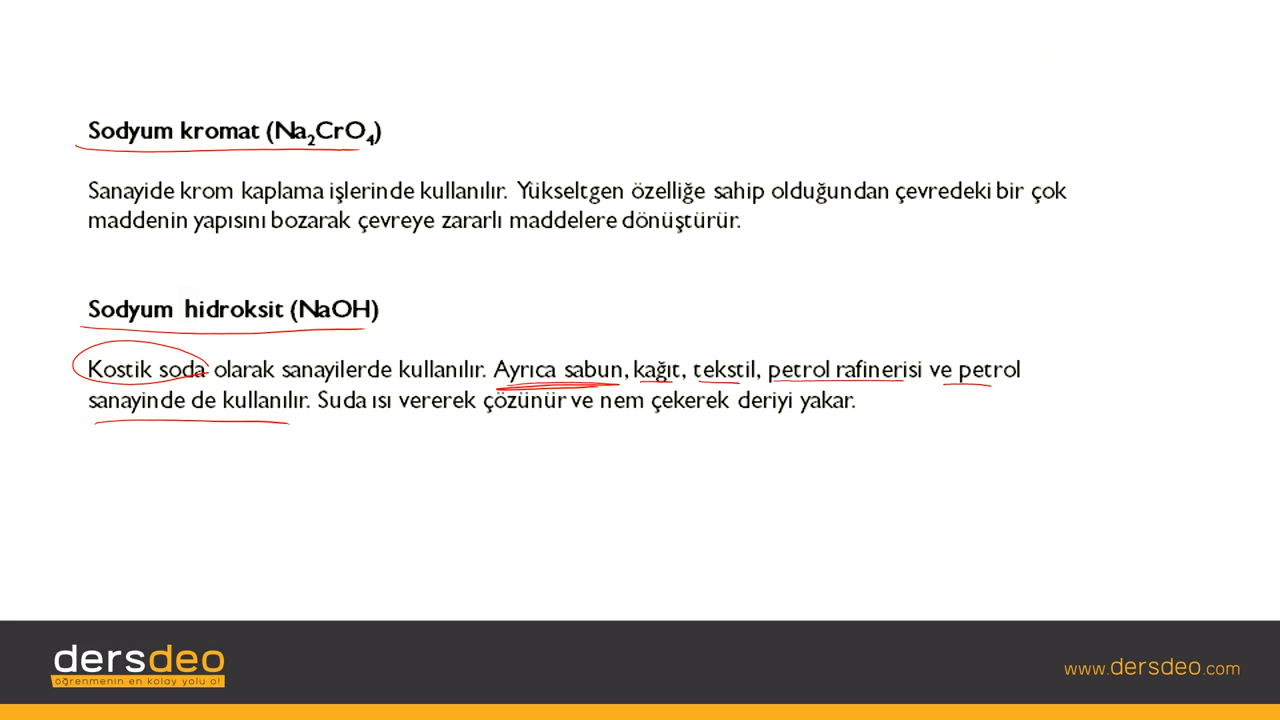 Sodyum kromat (Na₂CrO₄)
Sanayide krom kaplama işlerinde kullanılır. Yükseltgen özelliğe sahip olduğundan çevredeki bir çok
maddenin yapısını bozarak çevreye zararlı maddelere dönüştürür.
Sodyum hidroksit (NaOH)
Kostik soda olarak sanayilerde kullanılır. Ayrıca sabun, kağıt, tekstil, petrol rafinerisi ve petrol
sanayinde de kullanılır. Suda ısı vererek çözünür ve nem çekerek deriyi yakar.
dersdeo
öğrenmenin en kolay yolu o!
www.dersdeo.com